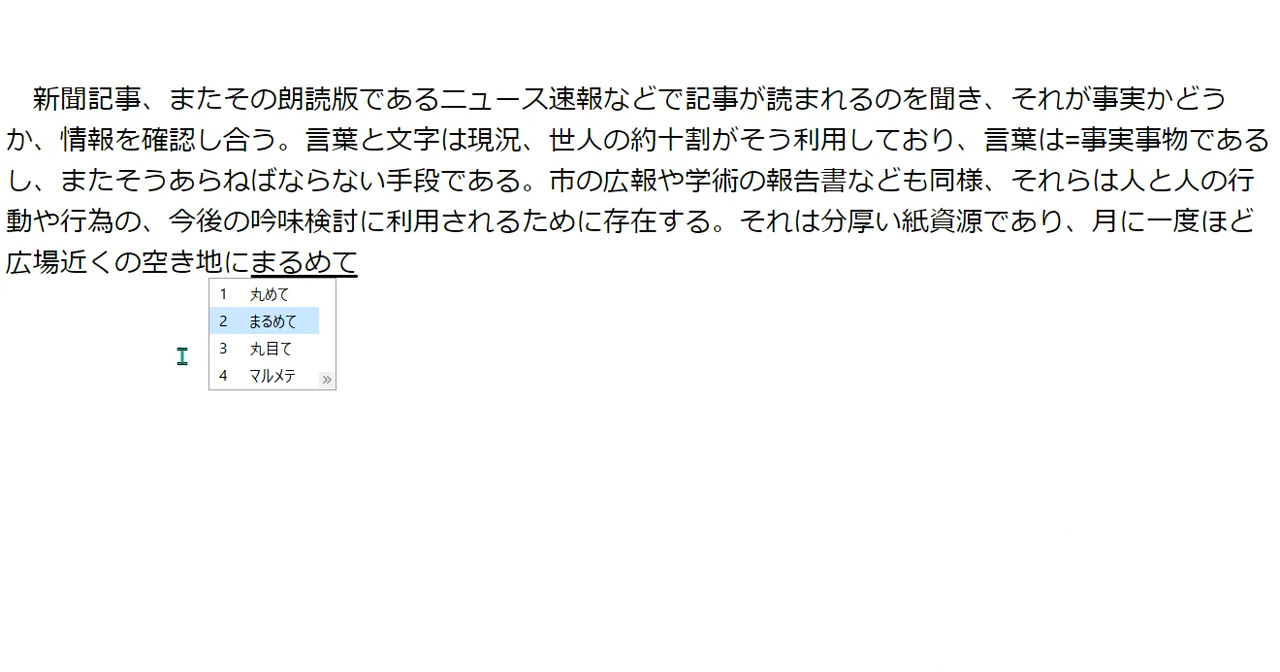 新聞記事、またその朗読版であるニュース速報などで記事が読まれるのを聞き、それが事実かどう
か、情報を確認し合う。言葉と文字は現況、世人の約十割がそう利用しており、言葉は=事実事物である
し、またそうあらねばならない手段である。市の広報や学術の報告書なども同様、それらは人と人の行
動や行為の、今後の吟味検討に利用されるために存在する。それは分厚い紙資源であり、月に一度ほど
広場近くの空き地にまるめて
1 丸めて
2 まるめて
3 丸目て
4 マルメテ
»